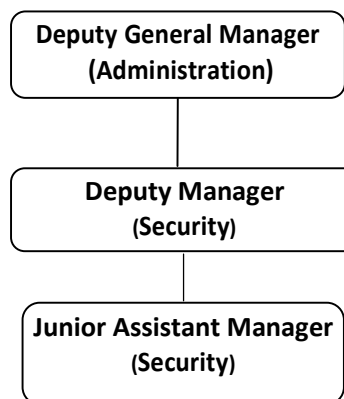 Deputy General Manager
(Administration)
Deputy Manager
(Security)
Junior Assistant Manager
(Security)